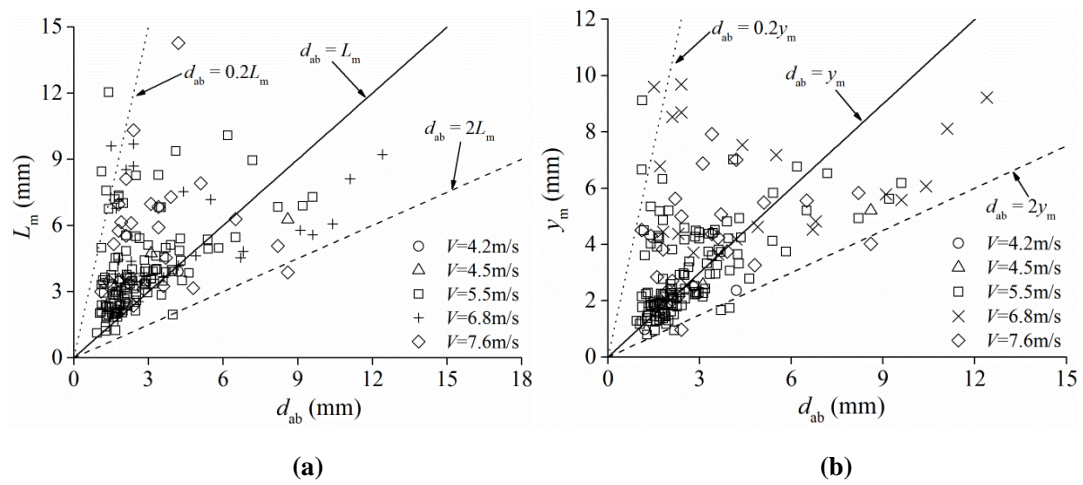 15
12
9
6
3
0
L_m (mm)
d_ab = 0.2L_m
d_ab = L_m
d_ab = 2L_m
V=4.2m/s
V=4.5m/s
V=5.5m/s
V=6.8m/s
V=7.6m/s
0 3 6 9 12 15 18
d_ab (mm)
(a)
12
10
8
6
4
2
0
y_m (mm)
d_ab = 0.2y_m
d_ab = y_m
d_ab = 2y_m
V=4.2m/s
V=4.5m/s
V=5.5m/s
V=6.8m/s
V=7.6m/s
0 3 6 9 12 15
d_ab (mm)
(b)